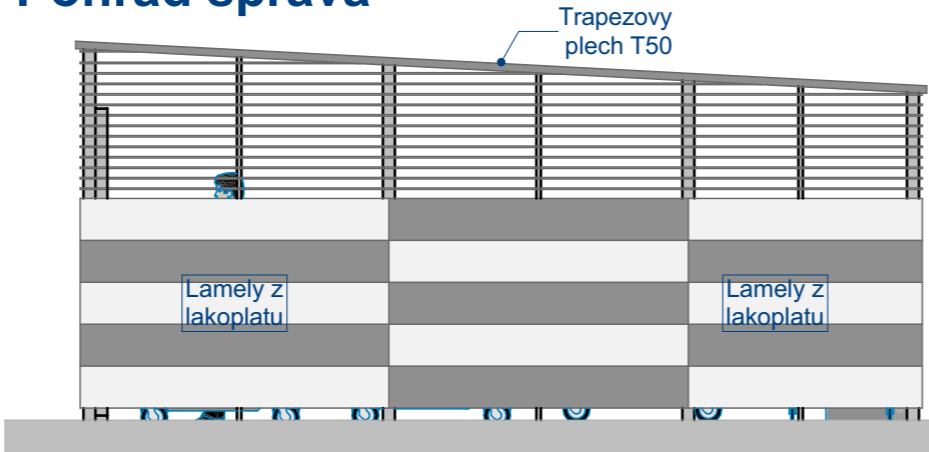 Pohľad sprava
Trapezovy
plech T50
Lamely z
lakoplatu
Lamely z
lakoplatu